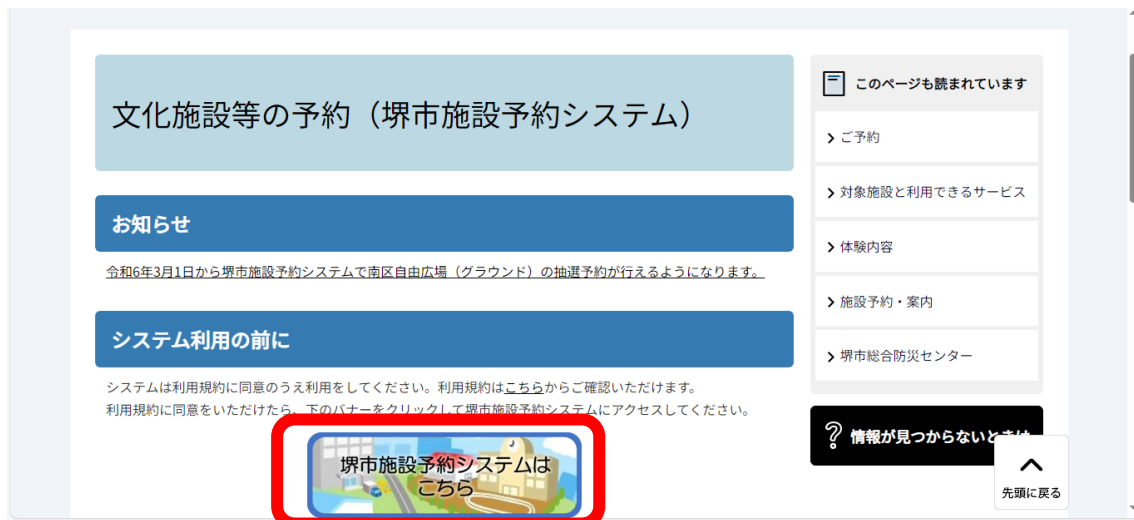 文化施設等の予約（堺市施設予約システム）
お知らせ
令和6年3月1日から堺市施設予約システムで南区自由広場（グラウンド）の抽選予約が行えるようになります。
システム利用の前に
システムは利用規約に同意のうえ利用をしてください。利用規約はこちらからご確認いただけます。
利用規約に同意をいただけたら、下のバナーをクリックして堺市施設予約システムにアクセスしてください。
堺市施設予約システムは
こちら
このページも読まれています
ご予約
対象施設と利用できるサービス
体験内容
施設予約・案内
堺市総合防災センター
情報が見つからないときは
先頭に戻る